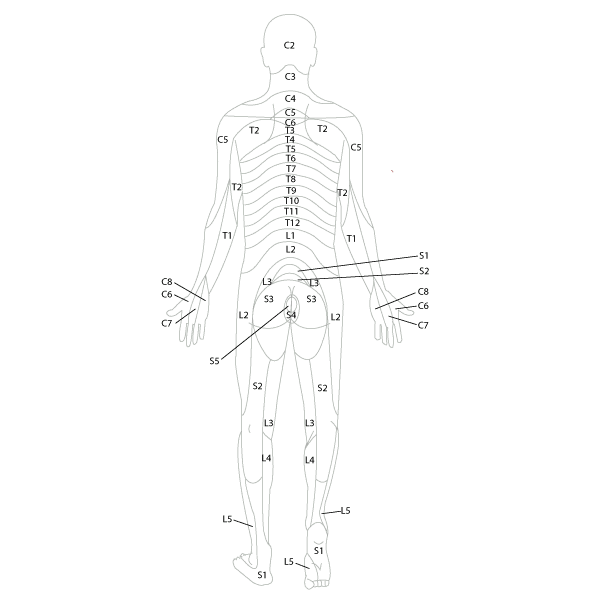 C2
C3
C4
C5
C6
T2 T3 T2
C5 T4
T5 C5
T6
T7
T8
T2 T9 T2
T10
T11
T12
T1 L1 T1
L2
S1
S2
C8 L3 L3
C6 S3 S3 C8
C6
L2 S4 L2
C7 C7
S5
S2 S2
L3 L3
L4 L4
L5 L5
S1
L5
S1